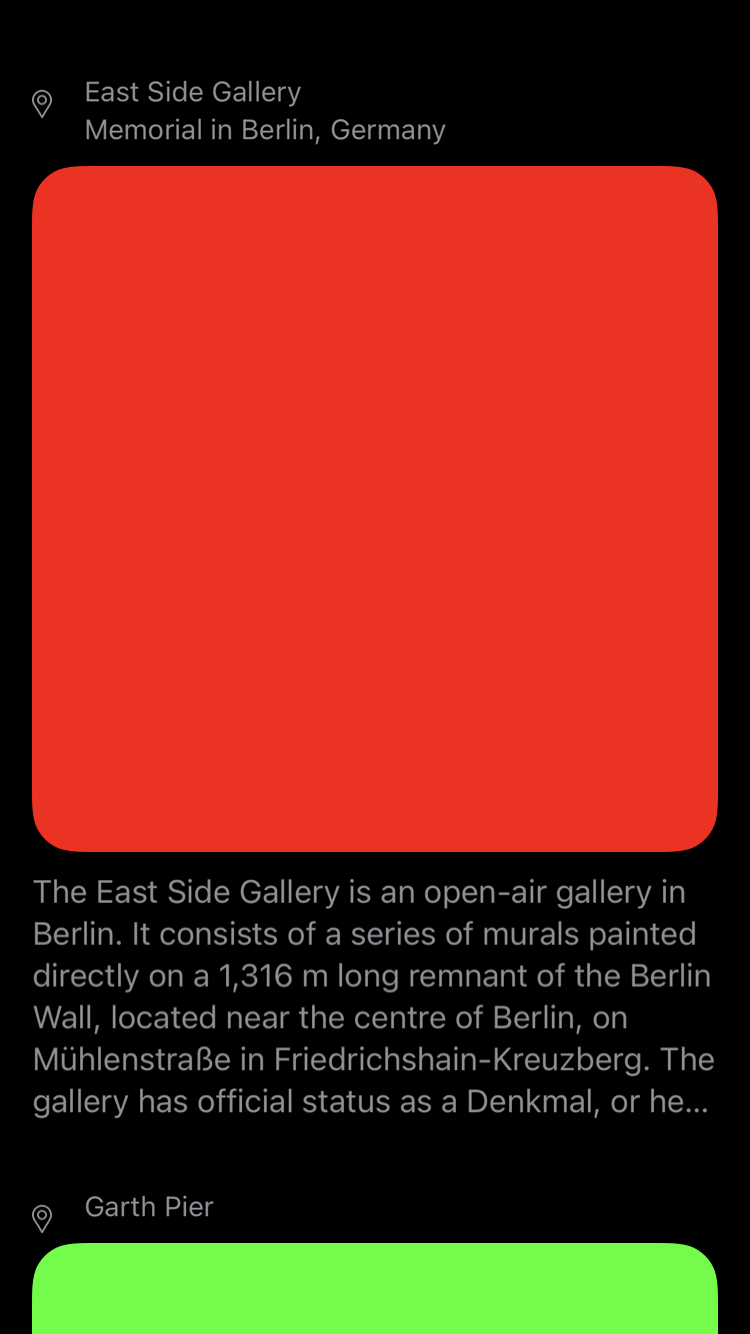 East Side Gallery
Memorial in Berlin, Germany
The East Side Gallery is an open-air gallery in
Berlin. It consists of a series of murals painted
directly on a 1,316 m long remnant of the Berlin
Wall, located near the centre of Berlin, on
Mühlenstraße in Friedrichshain-Kreuzberg. The
gallery has official status as a Denkmal, or he...
Garth Pier